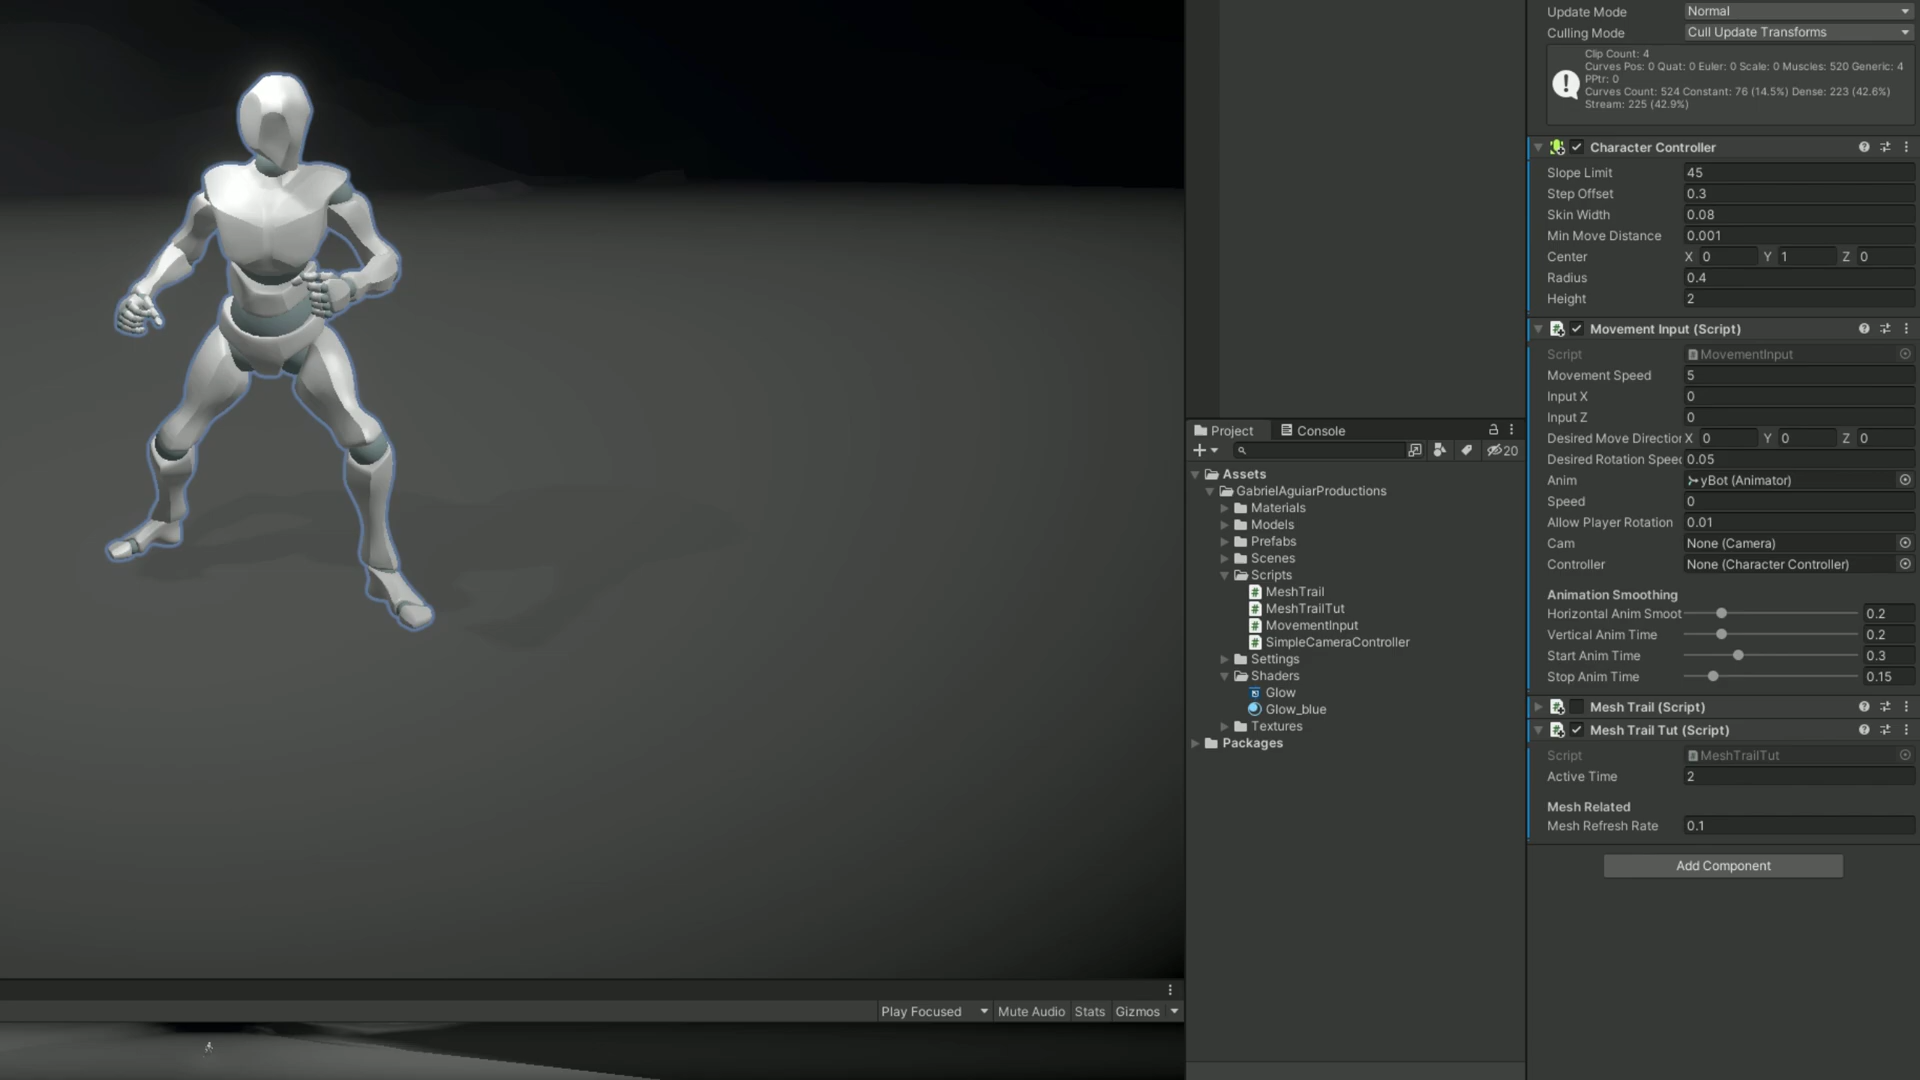 Update Mode Normal
Culling Mode Cull Update Transforms
Clip Count: 4
Curves Pos: 0 Quat: 0 Euler: 0 Scale: 0 Muscles: 520 Generic: 4
PPtr: 0
Curves Count: 524 Constant: 76 (14.5%) Dense: 223 (42.6%)
Stream: 225 (42.9%)
Character Controller
Slope Limit 45
Step Offset 0.3
Skin Width 0.08
Min Move Distance 0.001
Center X 0 Y 1 Z 0
Radius 0.4
Height 2
Movement Input (Script)
Script MovementInput
Movement Speed 5
Input X 0
Input Z 0
Desired Move Direction X 0 Y 0 Z 0
Desired Rotation Speed 0.05
Anim yBot (Animator)
Speed 0
Allow Player Rotation 0.01
Cam None (Camera)
Controller None (Character Controller)
Animation Smoothing
Horizontal Anim Smoot 0.2
Vertical Anim Time 0.2
Start Anim Time 0.3
Stop Anim Time 0.15
Mesh Trail (Script)
Mesh Trail Tut (Script)
Script MeshTrailTut
Active Time 2
Mesh Related
Mesh Refresh Rate 0.1
Add Component
Project Console
20
Assets
GabrielAguiarProductions
Materials
Models
Prefabs
Scenes
Scripts
MeshTrail
MeshTrailTut
MovementInput
SimpleCameraController
Settings
Shaders
Glow
Glow_blue
Textures
Packages
Play Focused Mute Audio Stats Gizmos